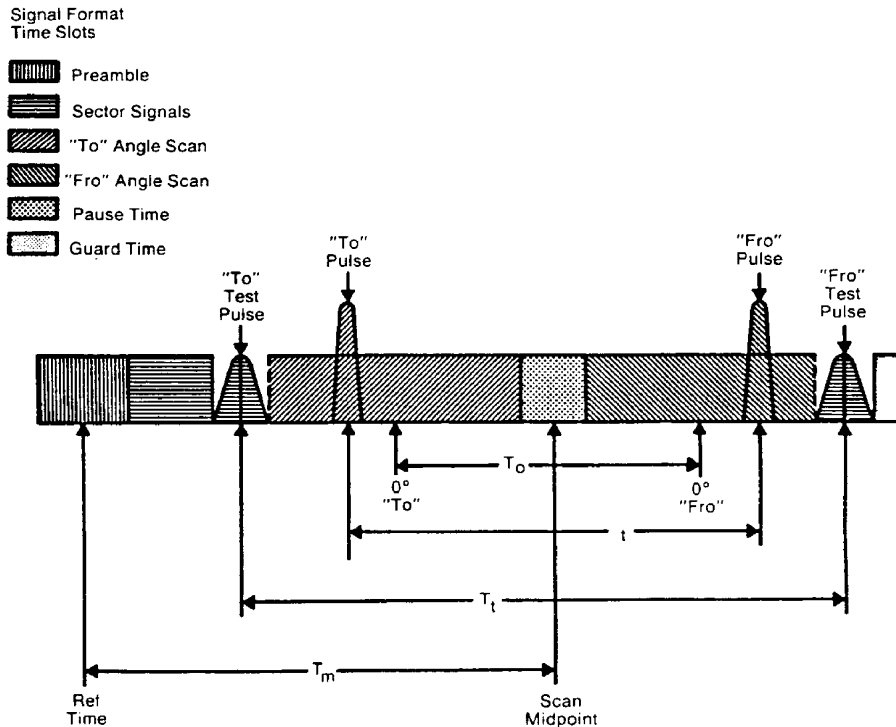 Signal Format
Time Slots
Preamble
Sector Signals
"To" Angle Scan
"Fro" Angle Scan
Pause Time
Guard Time
"To"
Test
Pulse
"To"
Pulse
"Fro"
Pulse
"Fro"
Test
Pulse
To
0°
"To"
0°
"Fro"
t
Tt
Tm
Ref
Time
Scan
Midpoint